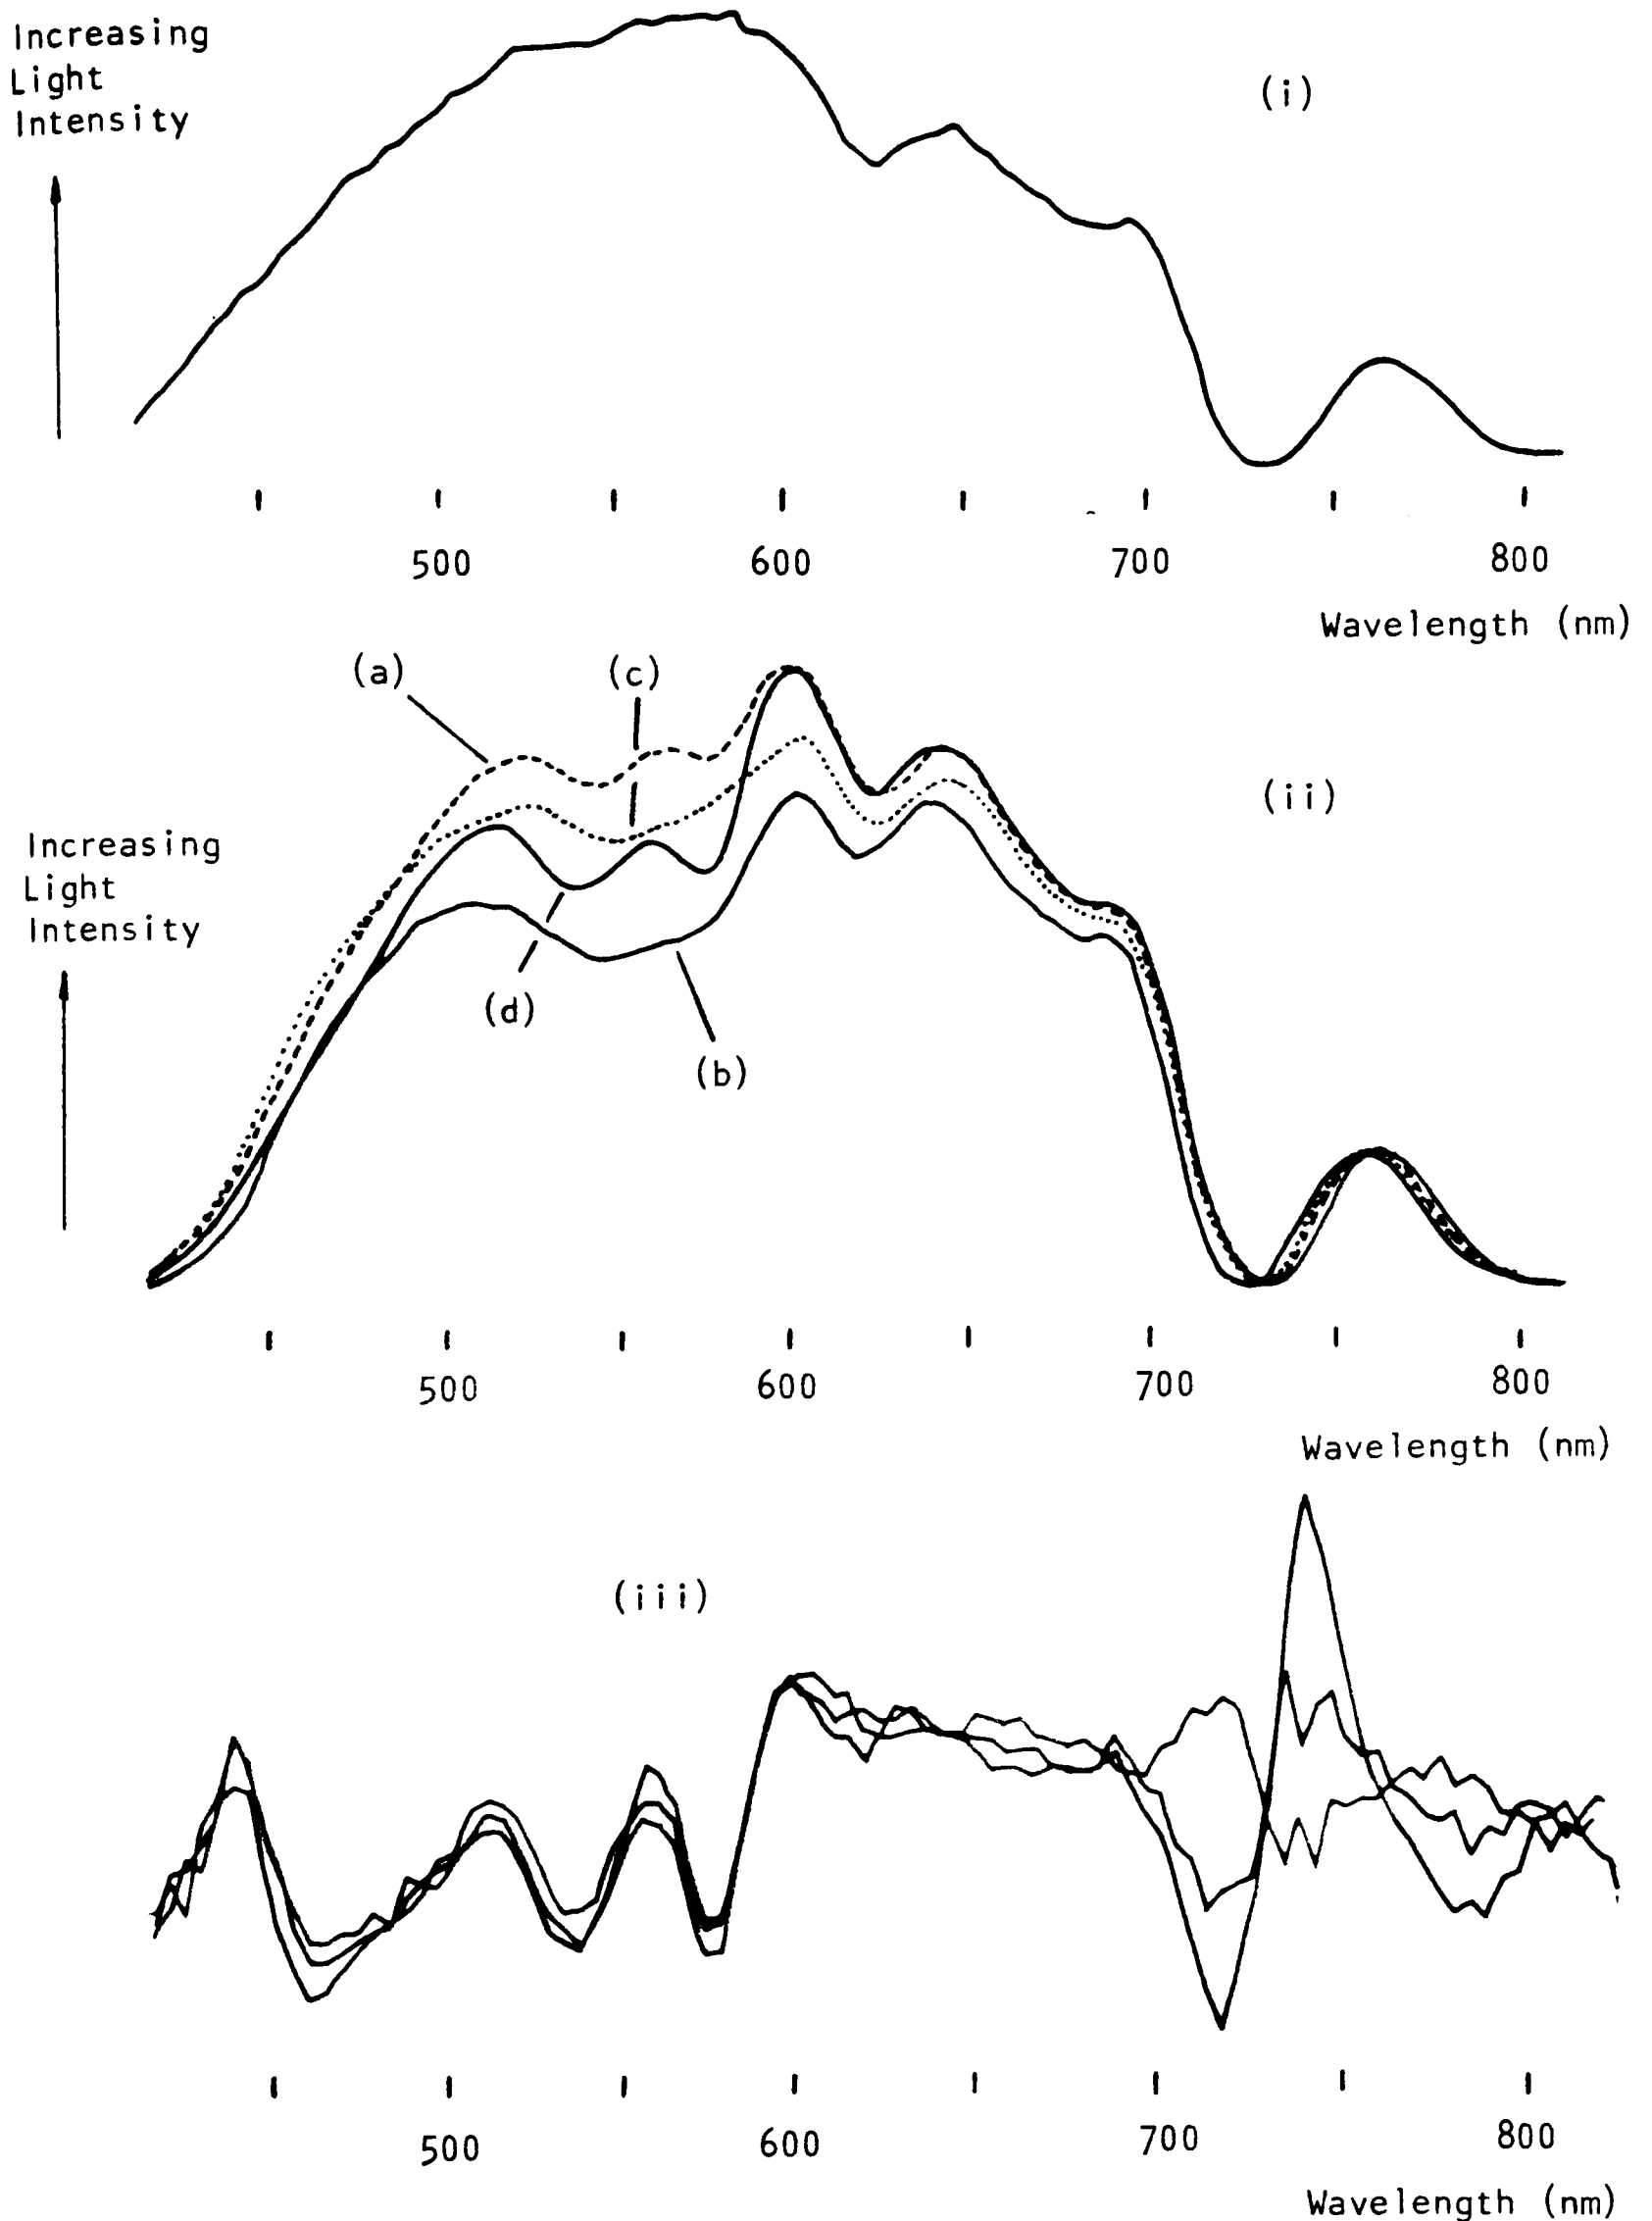 Increasing
Light
Intensity
(i)
500 600 700 800
Wavelength (nm)
(a) (c)
(ii)
Increasing
Light
Intensity
(d)
(b)
500 600 700 800
Wavelength (nm)
(iii)
500 600 700 800
Wavelength (nm)